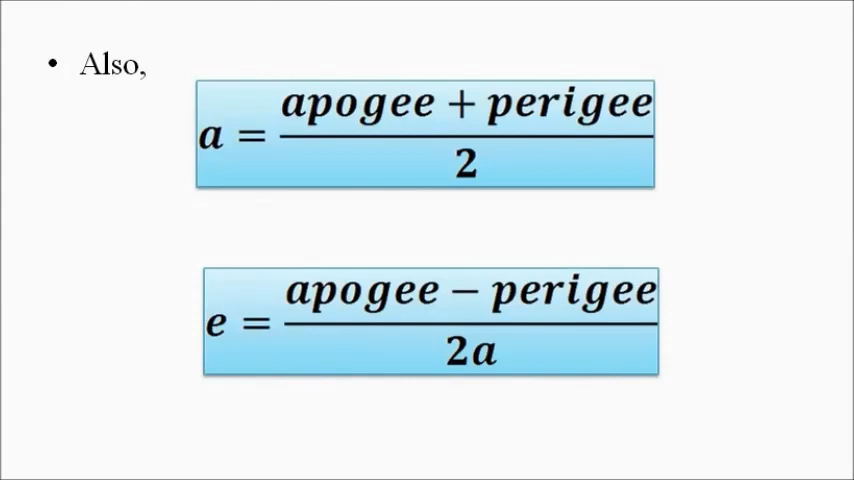 • Also,
a = (apogee + perigee) / 2
e = (apogee − perigee) / 2a